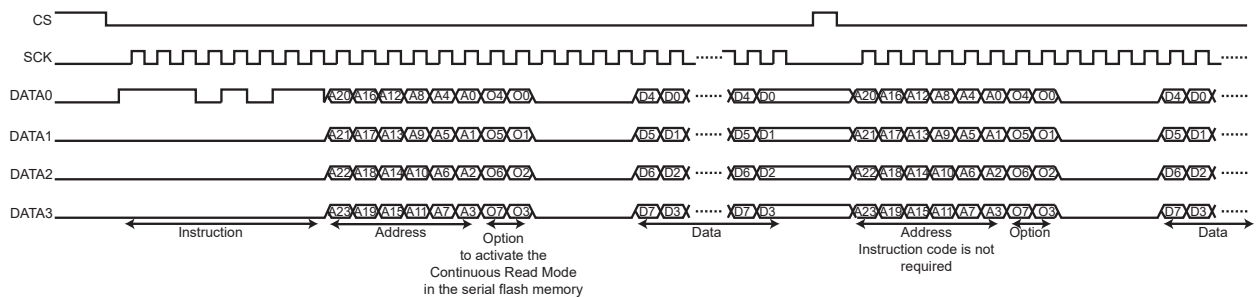 CS
SCK
DATA0 A20 A16 A12 A8 A4 A0 O4 O0 D4 D0 D4 D0 A20 A16 A12 A8 A4 A0 O4 O0 D4 D0
DATA1 A21 A17 A13 A9 A5 A1 O5 O1 D5 D1 D5 D1 A21 A17 A13 A9 A5 A1 O5 O1 D5 D1
DATA2 A22 A18 A14 A10 A6 A2 O6 O2 D6 D2 D6 D2 A22 A18 A14 A10 A6 A2 O6 O2 D6 D2
DATA3 A23 A19 A15 A11 A7 A3 O7 O3 D7 D3 D7 D3 A23 A19 A15 A11 A7 A3 O7 O3 D7 D3
Instruction
Address
Option
to activate the
Continuous Read Mode
in the serial flash memory
Data
Address
Instruction code is not
required
Option
Data